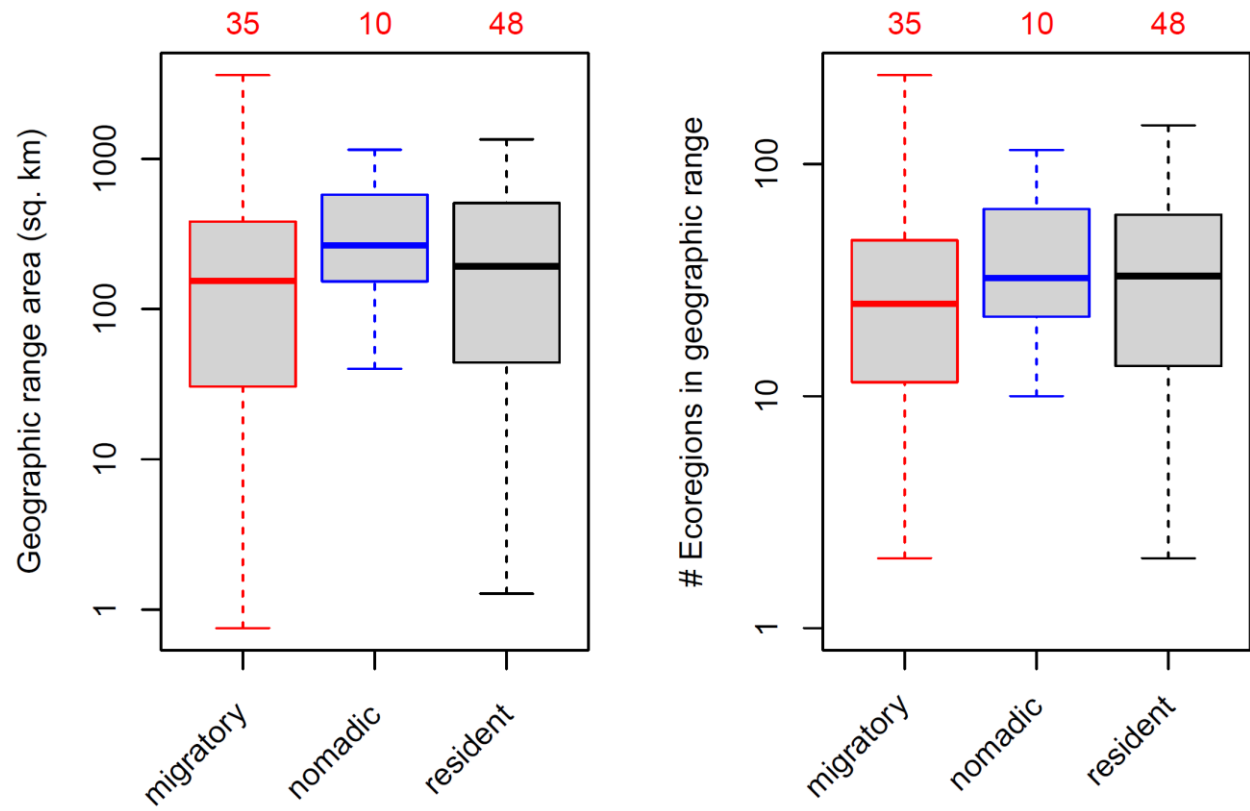 35 10 48
Geographic range area (sq. km)
1000
100
10
1
migratory
nomadic
resident
35 10 48
# Ecoregions in geographic range
100
10
1
migratory
nomadic
resident